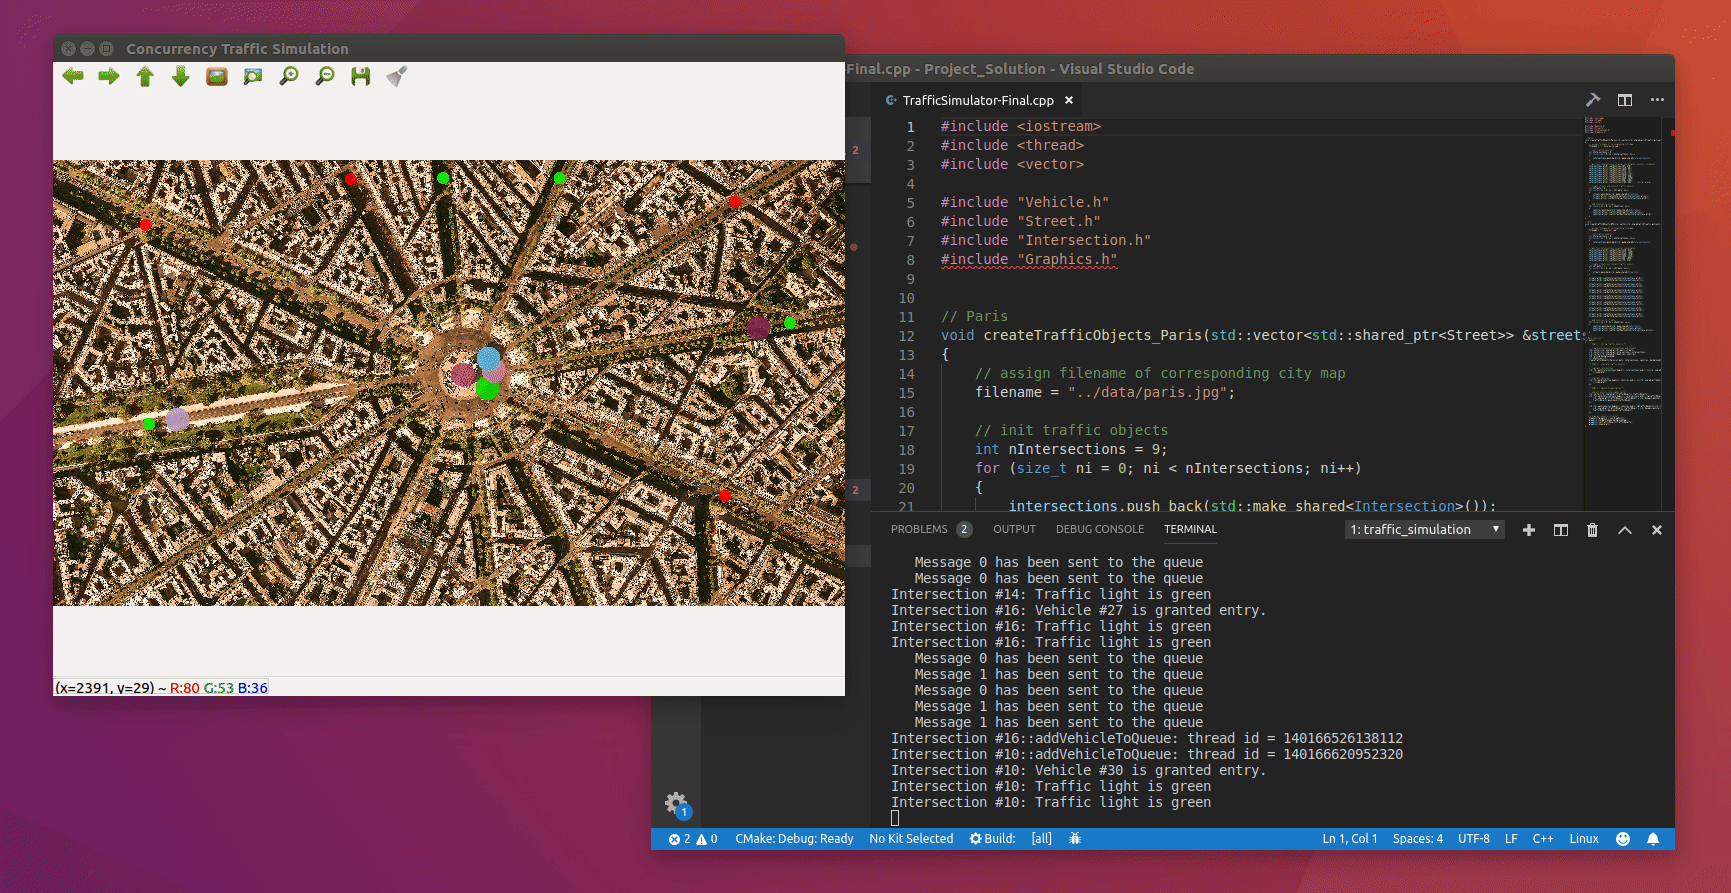 Concurrency Traffic Simulation
(x=2391, y=29) ~ R:80 G:53 B:36
Final.cpp - Project_Solution - Visual Studio Code
TrafficSimulator-Final.cpp
2
2
1 #include <iostream>
2 #include <thread>
3 #include <vector>
4
5 #include "Vehicle.h"
6 #include "Street.h"
7 #include "Intersection.h"
8 #include "Graphics.h"
9
10
11 // Paris
12 void createTrafficObjects_Paris(std::vector<std::shared_ptr<Street>> &street
13 {
14 // assign filename of corresponding city map
15 filename = "../data/paris.jpg";
16
17 // init traffic objects
18 int nIntersections = 9;
19 for (size_t ni = 0; ni < nIntersections; ni++)
20 {
21 intersections.push_back(std::make_shared<Intersection>());
PROBLEMS 2 OUTPUT DEBUG CONSOLE TERMINAL 1: traffic_simulation
Message 0 has been sent to the queue
Message 0 has been sent to the queue
Intersection #14: Traffic light is green
Intersection #16: Vehicle #27 is granted entry.
Intersection #16: Traffic light is green
Intersection #16: Traffic light is green
Message 0 has been sent to the queue
Message 1 has been sent to the queue
Message 0 has been sent to the queue
Message 1 has been sent to the queue
Message 1 has been sent to the queue
Intersection #16::addVehicleToQueue: thread id = 140166526138112
Intersection #10::addVehicleToQueue: thread id = 140166620952320
Intersection #10: Vehicle #30 is granted entry.
Intersection #10: Traffic light is green
Intersection #10: Traffic light is green
1
2 0 CMake: Debug: Ready No Kit Selected Build: [all] Ln 1, Col 1 Spaces: 4 UTF-8 LF C++ Linux